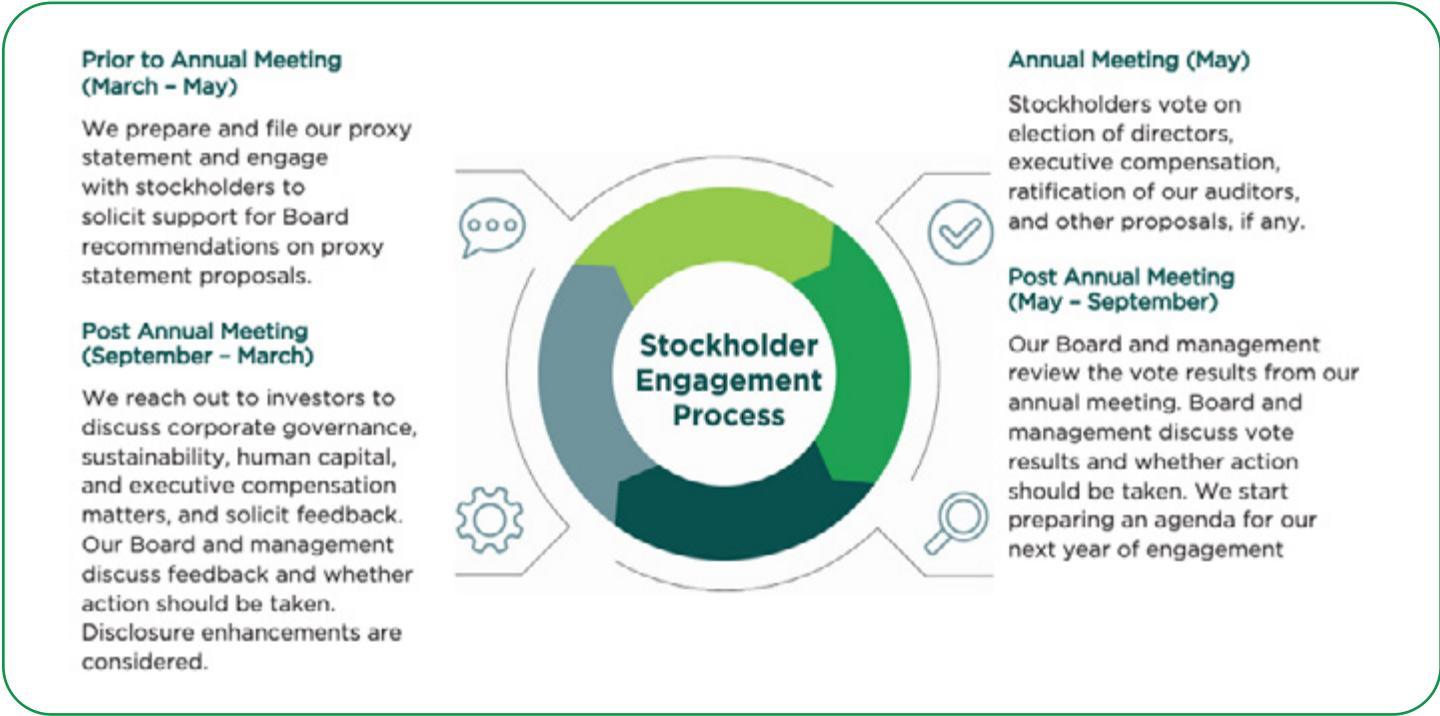 Prior to Annual Meeting
(March – May)
We prepare and file our proxy
statement and engage
with stockholders to
solicit support for Board
recommendations on proxy
statement proposals.
Post Annual Meeting
(September – March)
We reach out to investors to
discuss corporate governance,
sustainability, human capital,
and executive compensation
matters, and solicit feedback.
Our Board and management
discuss feedback and whether
action should be taken.
Disclosure enhancements are
considered.
Stockholder
Engagement
Process
Annual Meeting (May)
Stockholders vote on
election of directors,
executive compensation,
ratification of our auditors,
and other proposals, if any.
Post Annual Meeting
(May – September)
Our Board and management
review the vote results from our
annual meeting. Board and
management discuss vote
results and whether action
should be taken. We start
preparing an agenda for our
next year of engagement